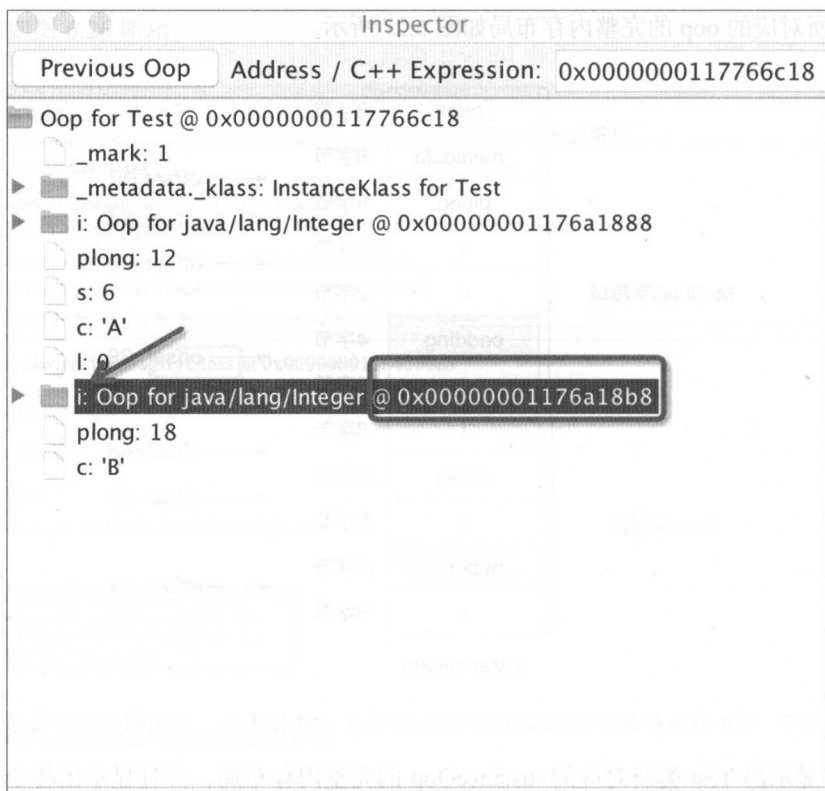 Inspector
Previous Oop Address / C++ Expression: 0x0000000117766c18
Oop for Test @ 0x0000000117766c18
_mark: 1
_metadata._klass: InstanceKlass for Test
i: Oop for java/lang/Integer @ 0x00000001176a1888
plong: 12
s: 6
c: 'A'
i:
i: Oop for java/lang/Integer @ 0x00000001176a18b8
plong: 18
c: 'B'